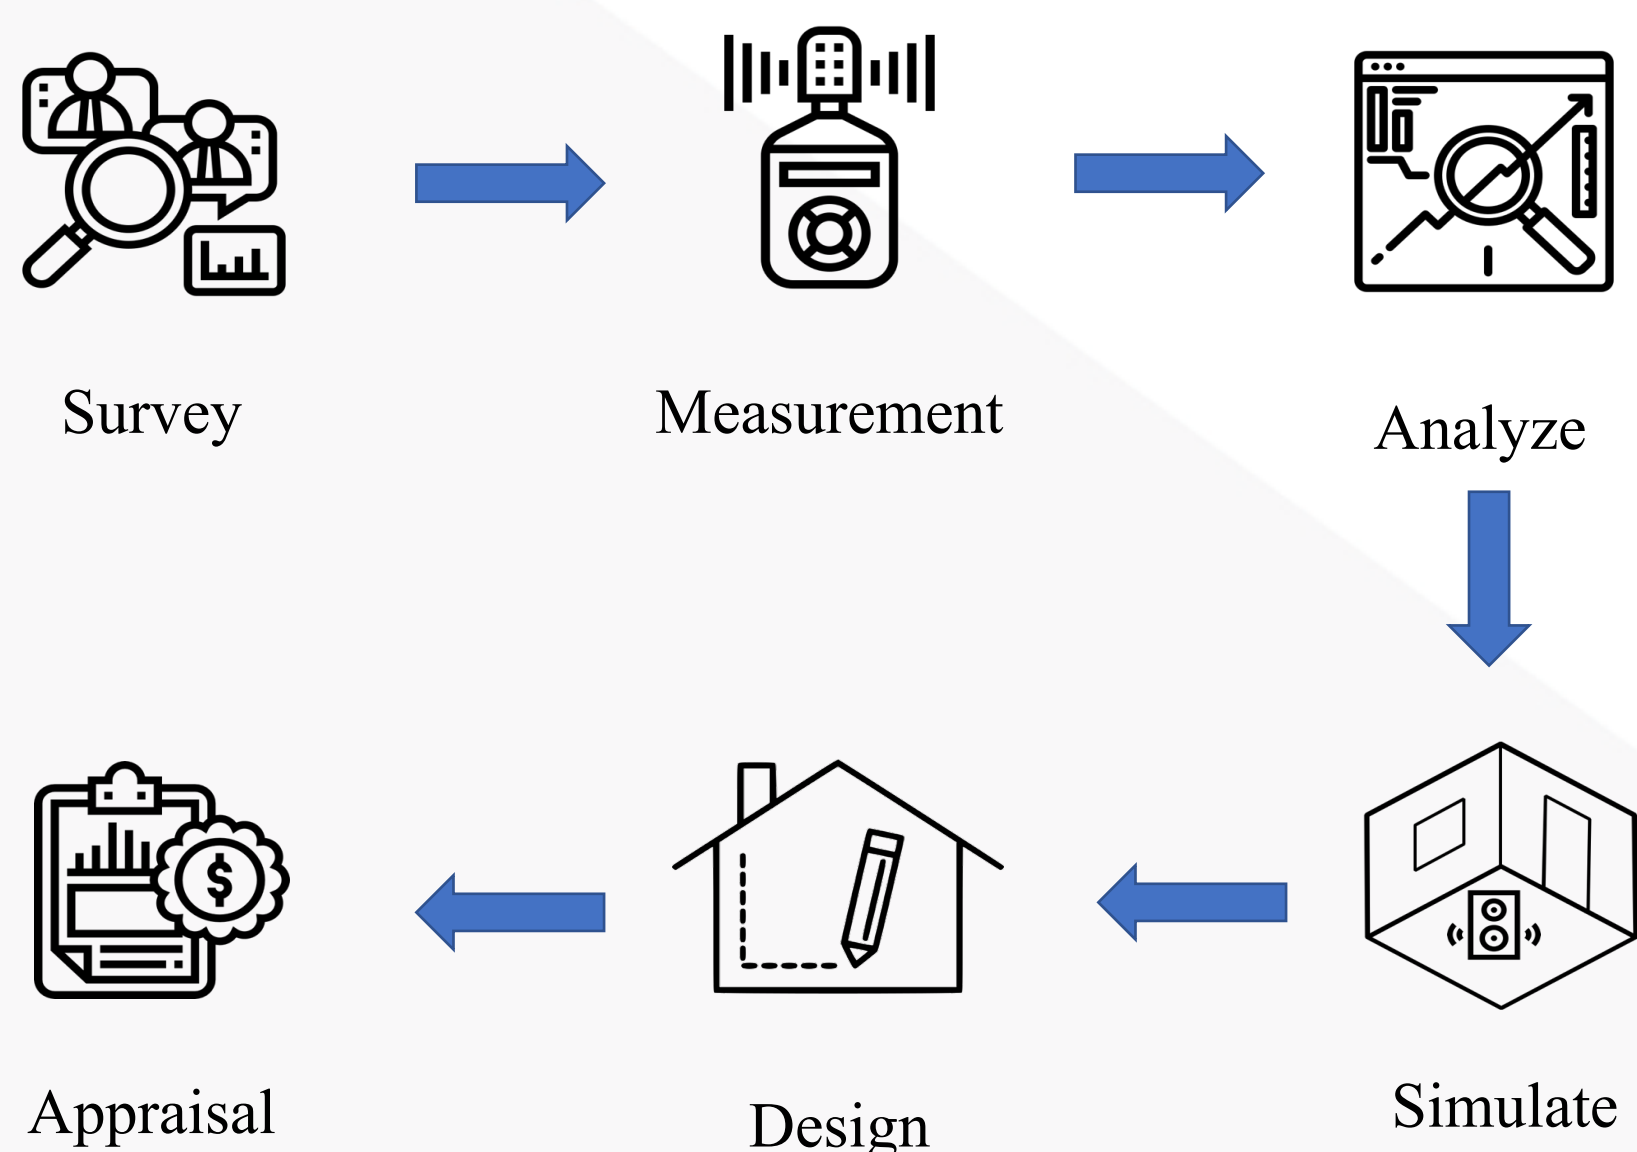 Survey
Measurement
Analyze
$
Appraisal
Design
Simulate